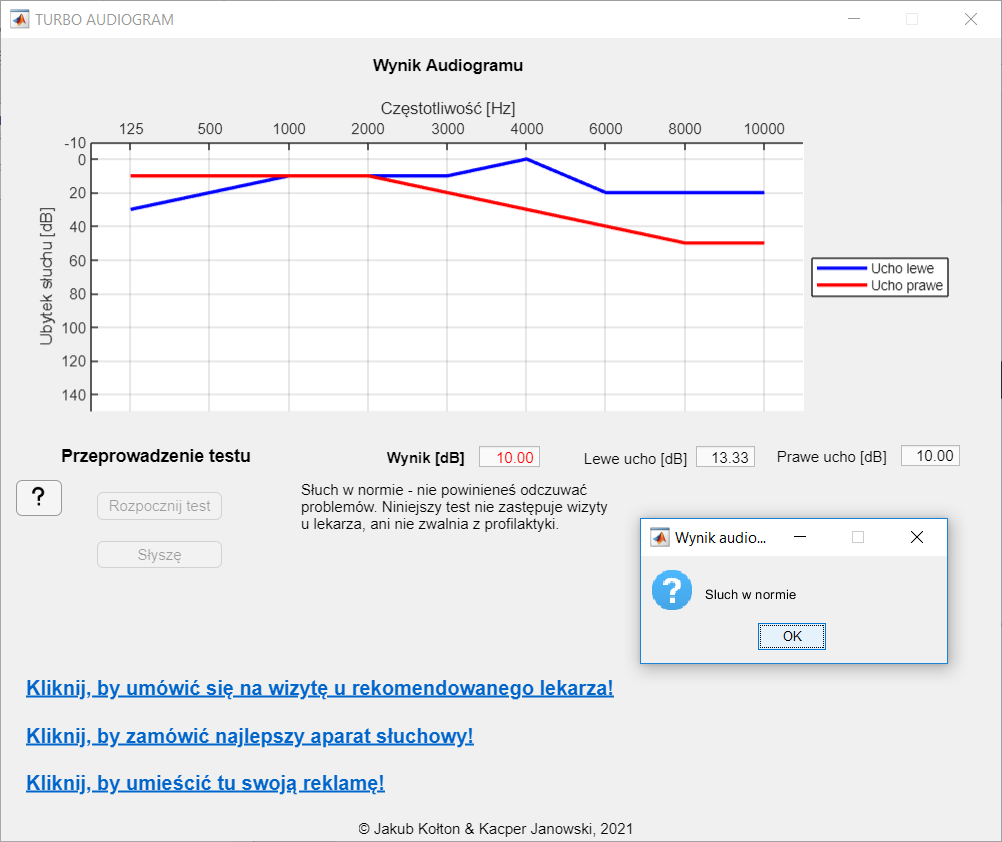 TURBO AUDIOGRAM
Wynik Audiogramu
Częstotliwość [Hz]
125 500 1000 2000 3000 4000 6000 8000 10000
-10
0
20
40
60
80
100
120
140
Ubytek słuchu [dB]
Ucho lewe
Ucho prawe
Przeprowadzenie testu
Wynik [dB] 10.00 Lewe ucho [dB] 13.33 Prawe ucho [dB] 10.00
?
Rozpocznij test
Słyszę
Słuch w normie - nie powinieneś odczuwać
problemów. Niniejszy test nie zastępuje wizyty
u lekarza, ani nie zwalnia z profilaktyki.
Wynik audio...
?
Sluch w normie
OK
Kliknij, by umówić się na wizytę u rekomendowanego lekarza!
Kliknij, by zamówić najlepszy aparat słuchowy!
Kliknij, by umieścić tu swoją reklamę!
© Jakub Kołton & Kacper Janowski, 2021